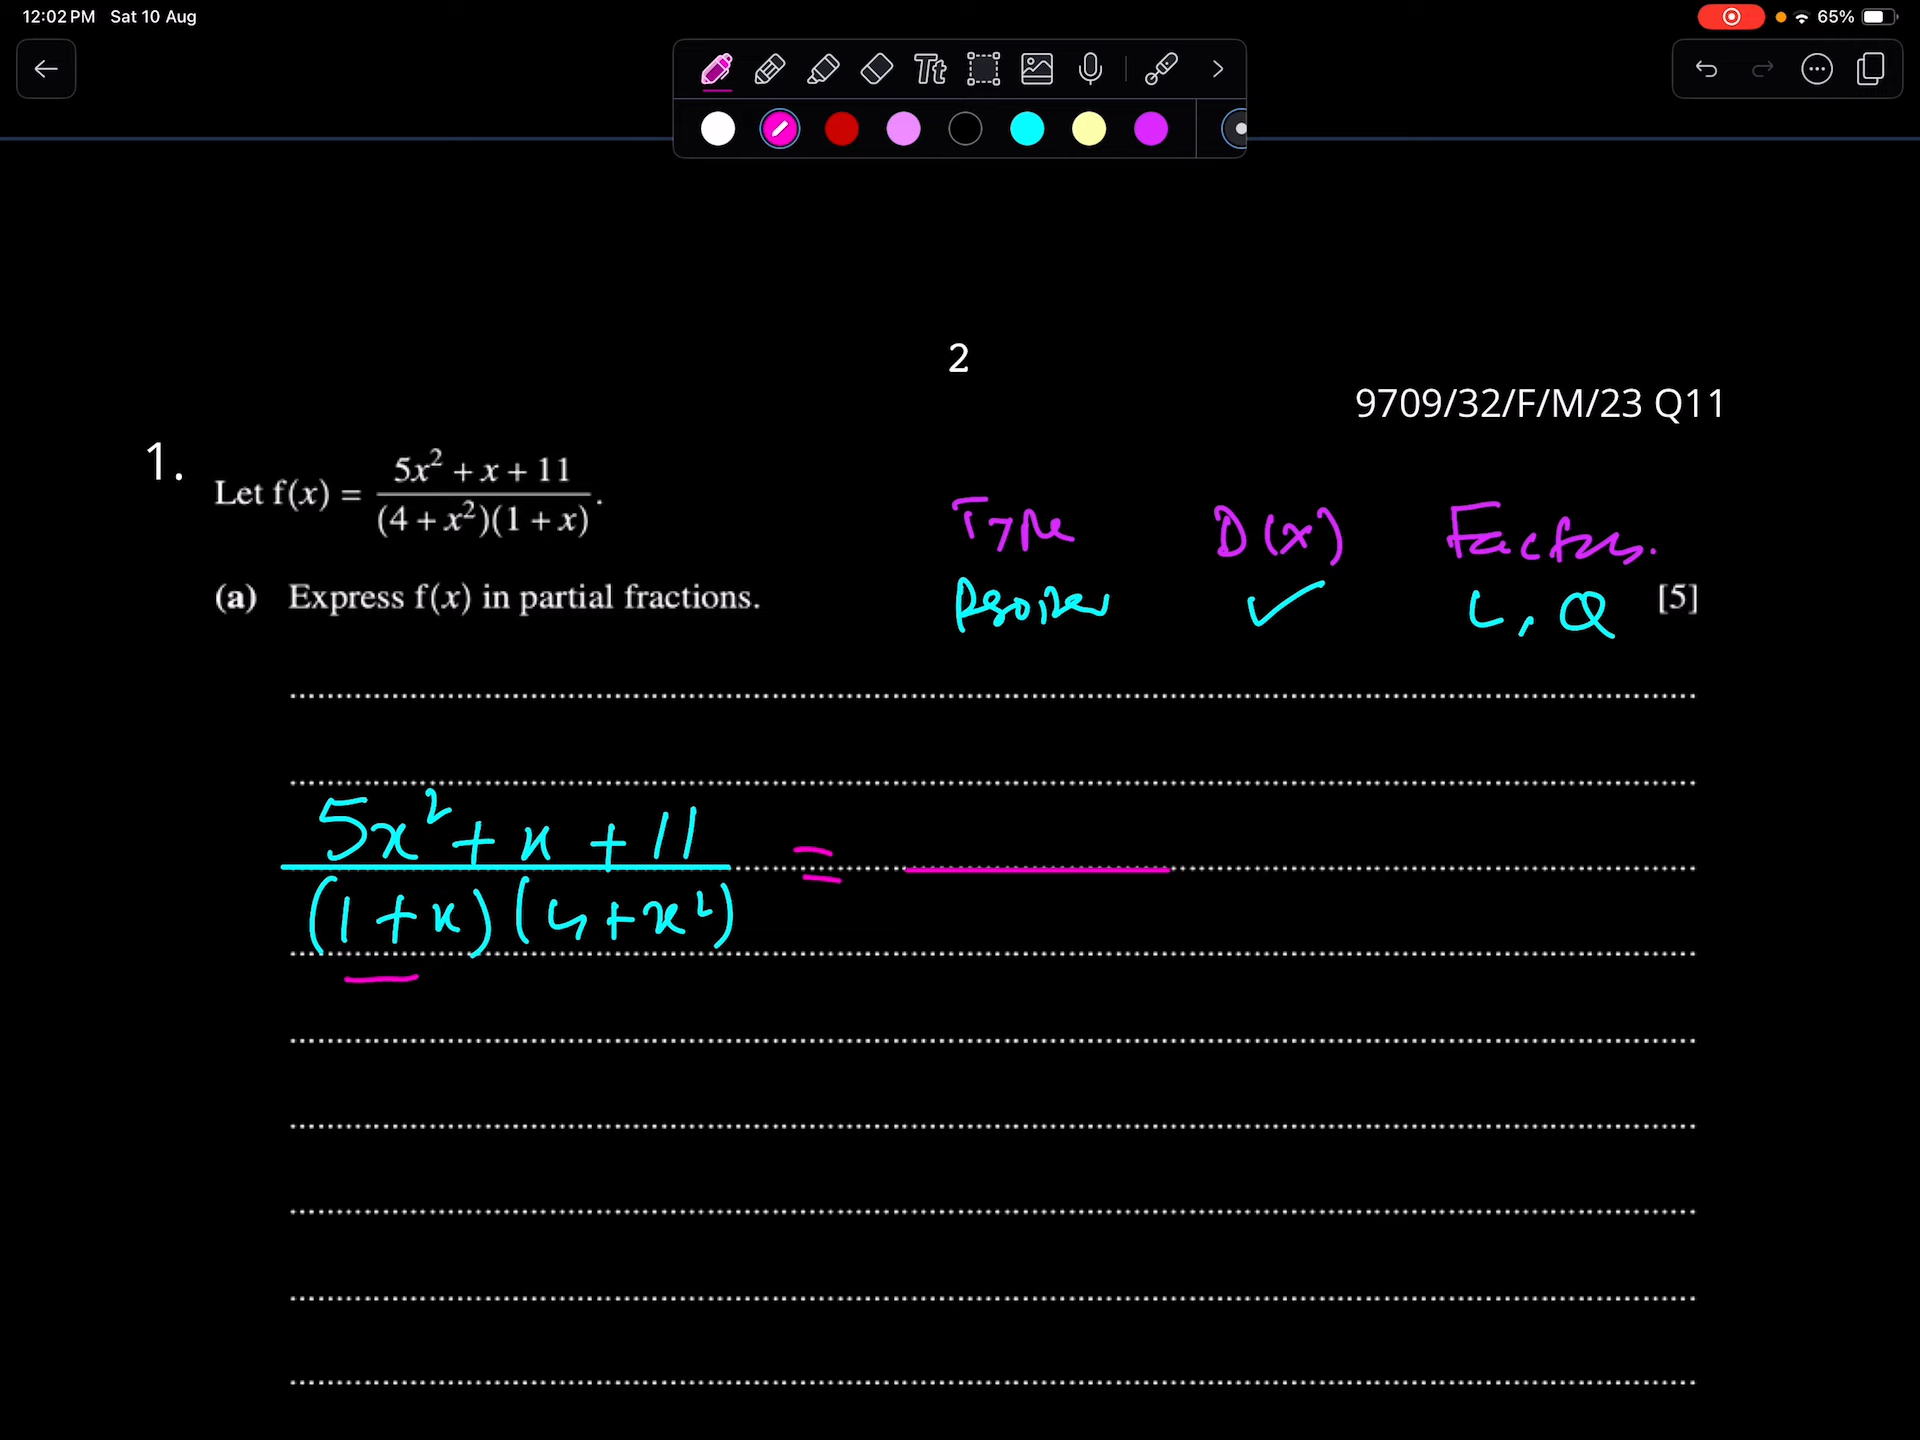 12:02 PM Sat 10 Aug 65%
Tt
2
9709/32/F/M/23 Q11
1.
Let f(x) = (5x² + x + 11)/((4 + x²)(1 + x)).
Type D(x) Factors.
(a) Express f(x) in partial fractions. ✓ L, Q [5]
5x² + x + 11 =
(1 + x)(4 + x²)